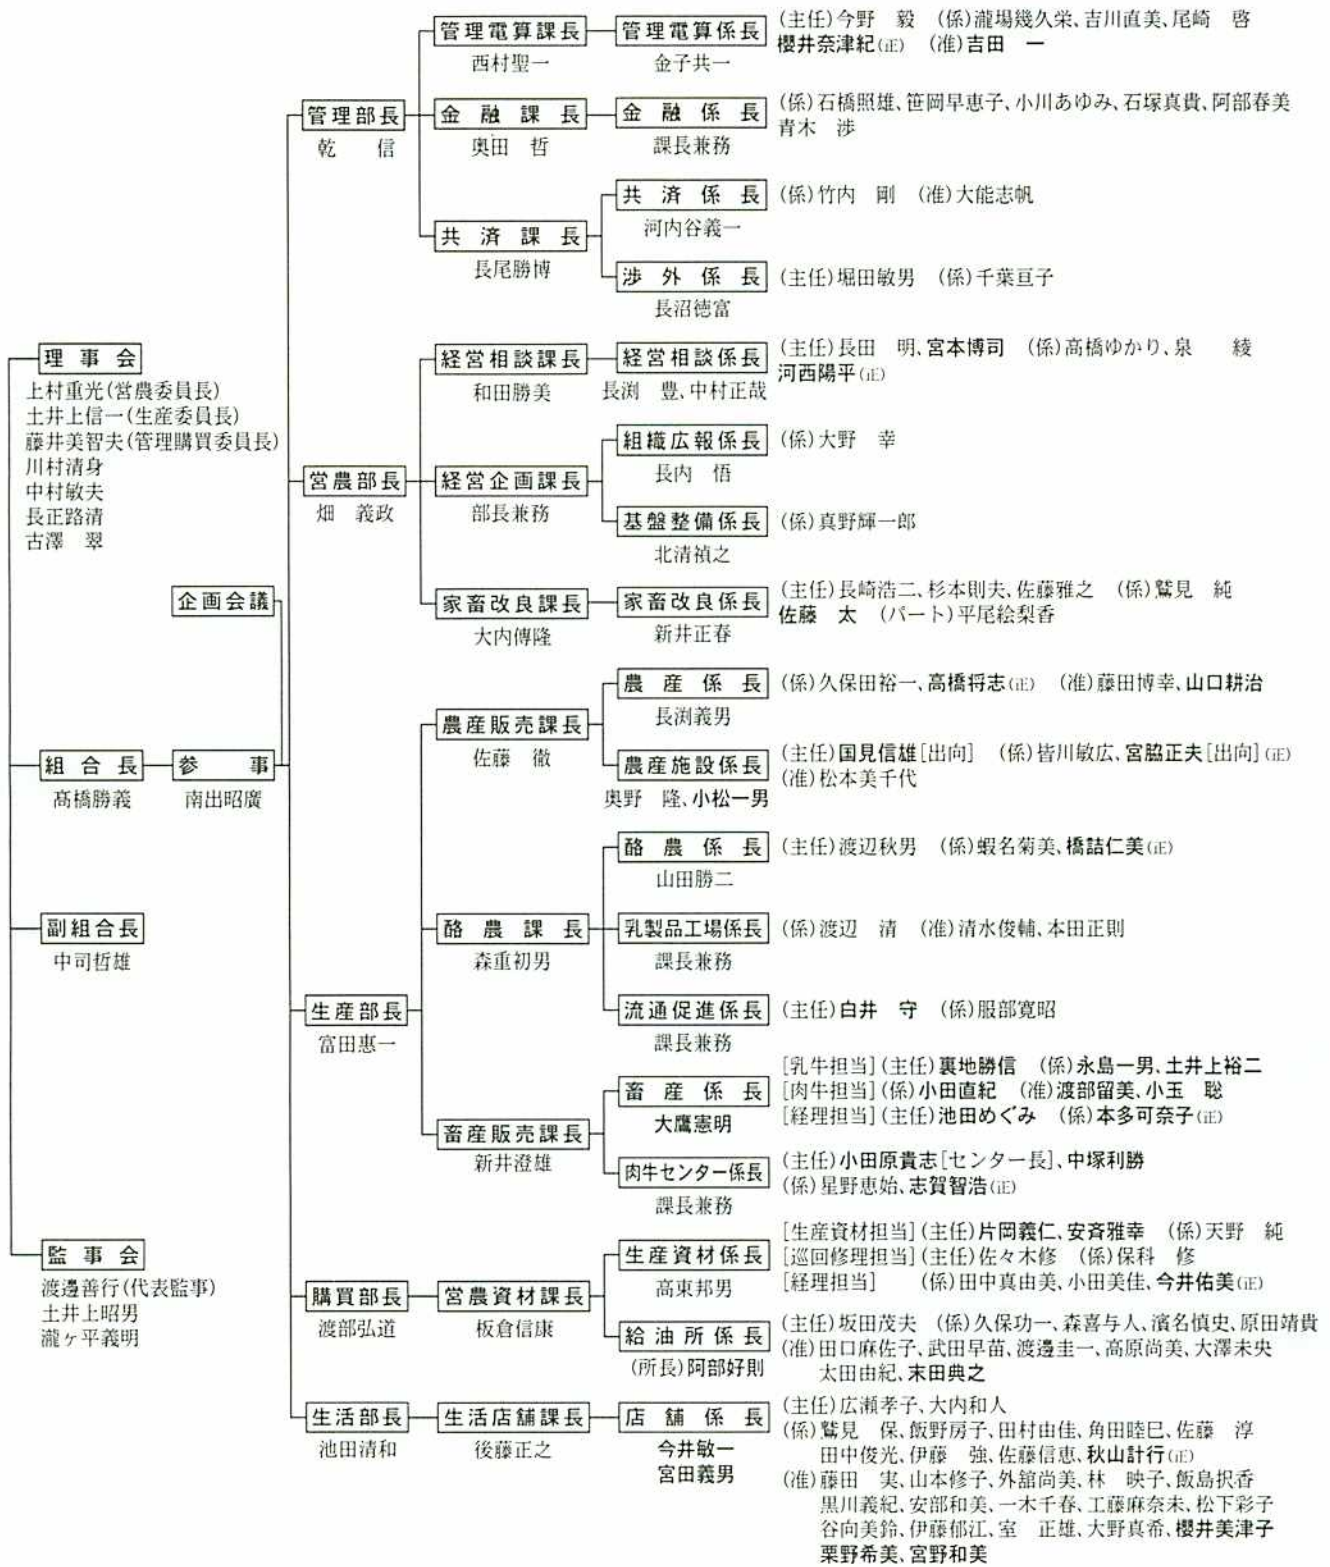 理事会
上村重光(営農委員長)
土井上信一(生産委員長)
藤井美智夫(管理購買委員長)
川村清身
中村敏夫
長正路清
古澤　翠
組合長
髙橋勝義
副組合長
中司哲雄
監事会
渡邊善行(代表監事)
土井上昭男
瀧ヶ平義明
企画会議
参　事
南出昭廣
管理部長
乾　信
管理電算課長
西村聖一
管理電算係長
金子共一
(主任)今野　毅　(係)瀧場幾久栄、吉川直美、尾崎　啓
櫻井奈津紀(正)　(准)吉田　一
金融課長
奥田　哲
金融係長
課長兼務
(係)石橋照雄、笹岡早恵子、小川あゆみ、石塚真貴、阿部春美
青木　渉
共済課長
長尾勝博
共済係長
河内谷義一
(係)竹内　剛　(准)大能志帆
渉外係長
長沼徳富
(主任)堀田敏男　(係)千葉亘子
営農部長
畑　義政
経営相談課長
和田勝美
経営相談係長
長渕　豊、中村正哉
(主任)長田　明、宮本博司　(係)高橋ゆかり、泉　綾
河西陽平(正)
経営企画課長
部長兼務
組織広報係長
長内　悟
(係)大野　幸
基盤整備係長
北清禎之
(係)真野輝一郎
家畜改良課長
大内傳隆
家畜改良係長
新井正春
(主任)長崎浩二、杉本則夫、佐藤雅之　(係)鷲見　純
佐藤　太　(パート)平尾絵梨香
生産部長
富田惠一
農産販売課長
佐藤　徹
農産係長
長渕義男
(係)久保田裕一、高橋将志(正)　(准)藤田博幸、山口耕治
農産施設係長
奥野　隆、小松一男
(主任)国見信雄[出向]　(係)皆川敏広、宮脇正夫[出向](正)
(准)松本美千代
酪農課長
森重初男
酪農係長
山田勝二
(主任)渡辺秋男　(係)蝦名菊美、橋詰仁美(正)
乳製品工場係長
課長兼務
(係)渡辺　清　(准)清水俊輔、本田正則
流通促進係長
課長兼務
(主任)白井　守　(係)服部寛昭
畜産販売課長
新井澄雄
畜産係長
大鷹憲明
[乳牛担当](主任)裏地勝信　(係)永島一男、土井上裕二
[肉牛担当](係)小田直紀　(准)渡部留美、小玉　聡
[経理担当](主任)池田めぐみ　(係)本多可奈子(正)
肉牛センター係長
課長兼務
(主任)小田原貴志[センター長]、中塚利勝
(係)星野恵始、志賀智浩(正)
購買部長
渡部弘道
営農資材課長
板倉信康
生産資材係長
高東邦男
[生産資材担当](主任)片岡義仁、安斉雅幸　(係)天野　純
[巡回修理担当](主任)佐々木修　(係)保科　修
[経理担当]　(係)田中真由美、小田美佳、今井佑美(正)
給油所係長
(所長)阿部好則
(主任)坂田茂夫　(係)久保功一、森喜与人、濱名慎史、原田靖貴
(准)田口麻佐子、武田早苗、渡邊圭一、高原尚美、大澤未央
太田由紀、末田典之
生活部長
池田清和
生活店舗課長
後藤正之
店舗係長
今井敏一
宮田義男
(主任)広瀬孝子、大内和人
(係)鷲見　保、飯野房子、田村由佳、角田睦巳、佐藤　淳
田中俊光、伊藤　強、佐藤信恵、秋山計行(正)
(准)藤田　実、山本修子、外舘尚美、林　映子、飯島択香
黒川義紀、安部和美、一木千春、工藤麻奈未、松下彩子
谷向美鈴、伊藤郁江、室　正雄、大野真希、櫻井美津子
栗野希美、宮野和美